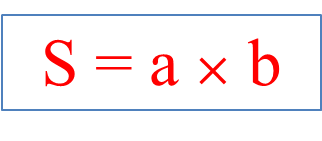 S = a × b